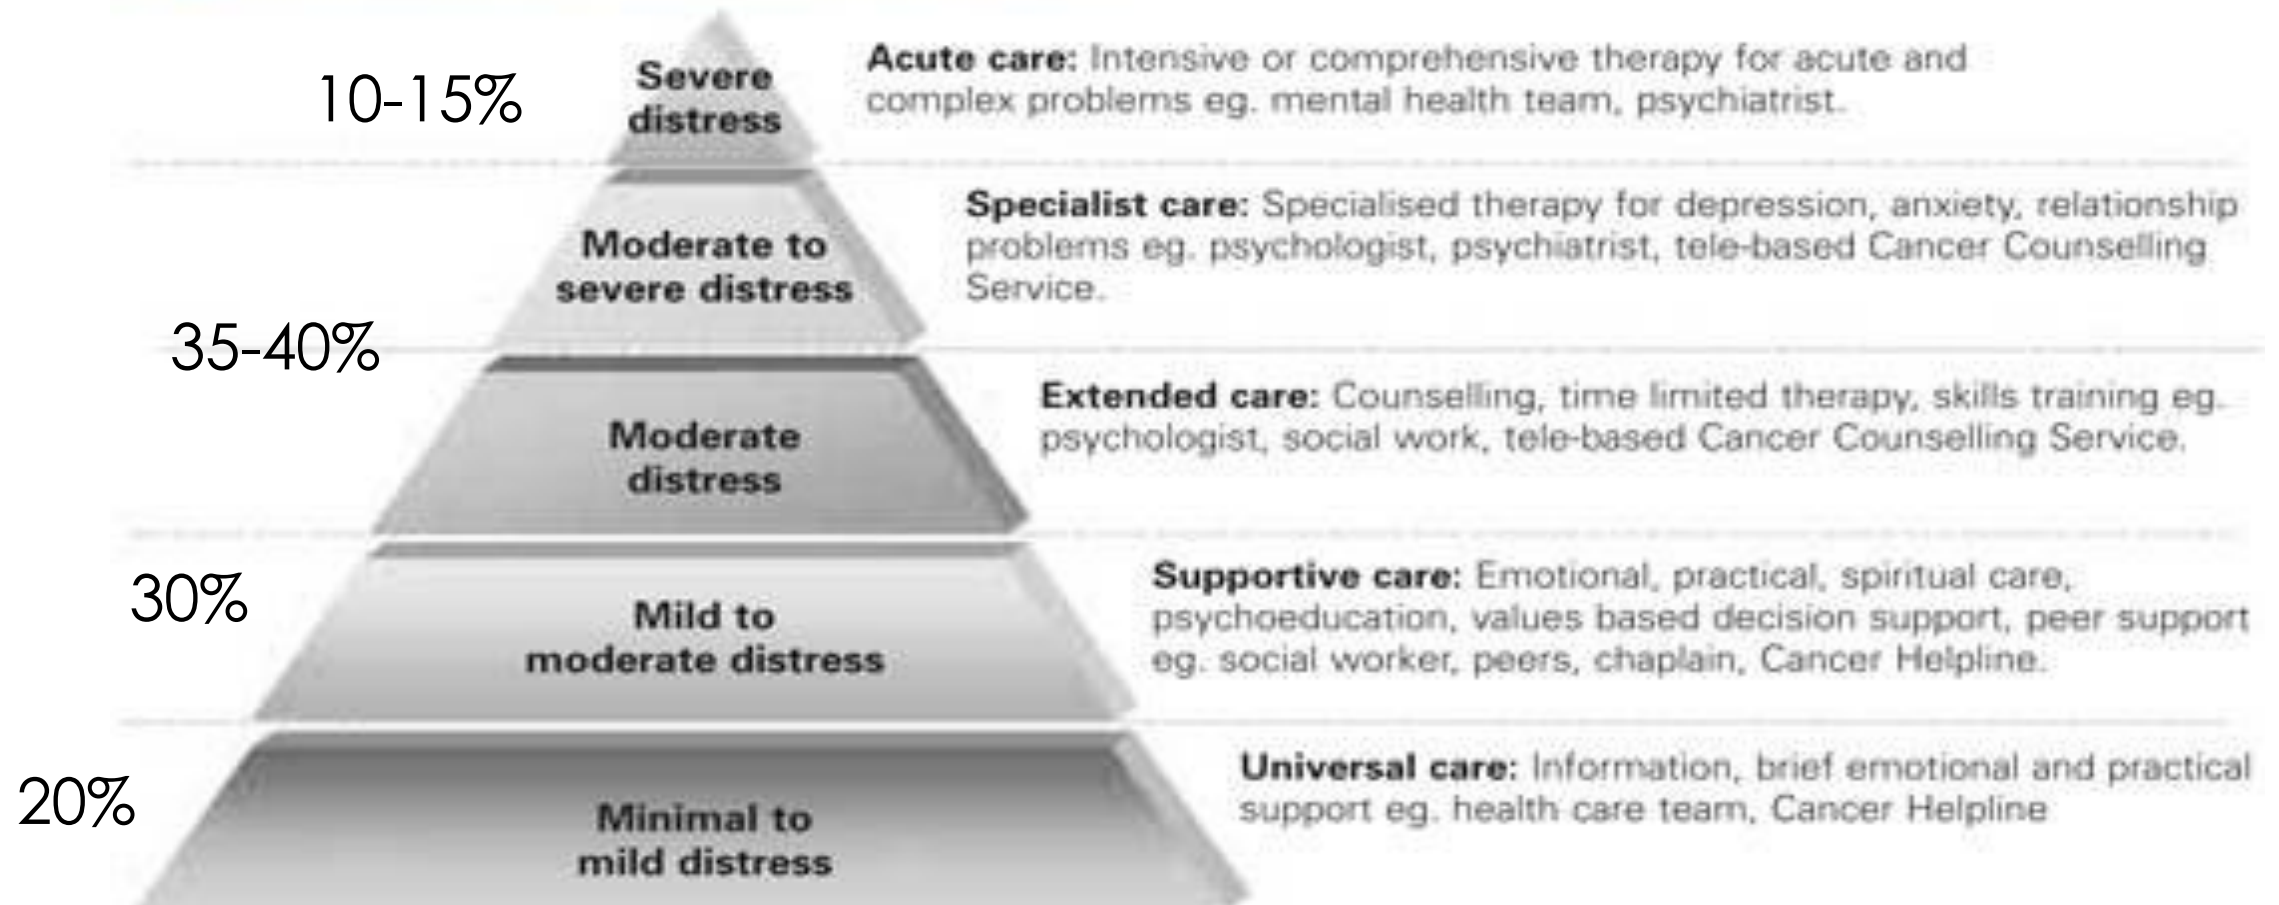 10-15%
Severe
distress
Acute care: Intensive or comprehensive therapy for acute and
complex problems eg. mental health team, psychiatrist.
Moderate to
severe distress
Specialist care: Specialised therapy for depression, anxiety, relationship
problems eg. psychologist, psychiatrist, tele-based Cancer Counselling
Service.
35-40%
Moderate
distress
Extended care: Counselling, time limited therapy, skills training eg.
psychologist, social work, tele-based Cancer Counselling Service.
30%
Mild to
moderate distress
Supportive care: Emotional, practical, spiritual care,
psychoeducation, values based decision support, peer support
eg. social worker, peers, chaplain, Cancer Helpline.
20%
Minimal to
mild distress
Universal care: Information, brief emotional and practical
support eg. health care team, Cancer Helpline